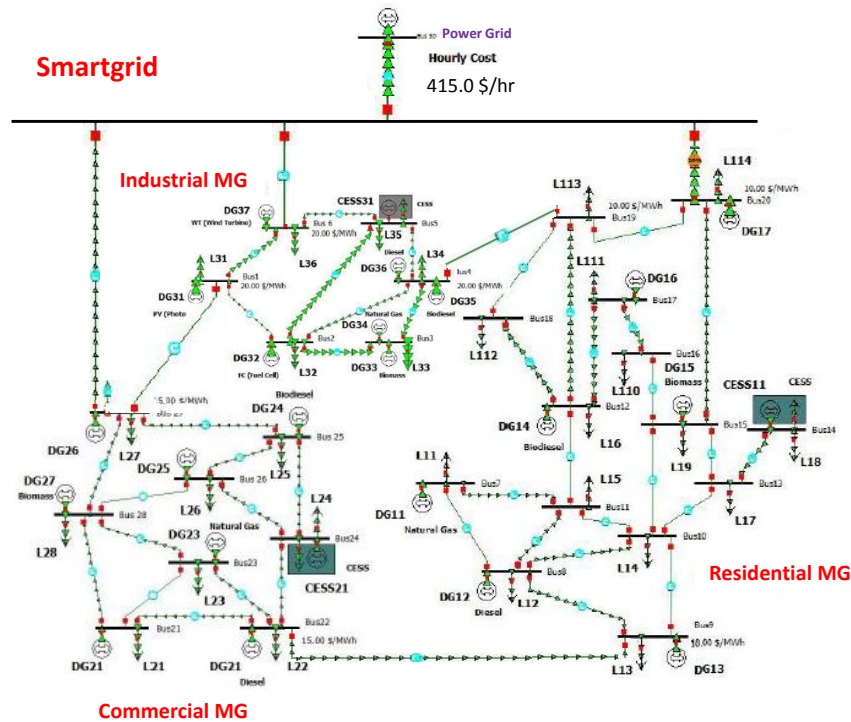 Bus 30
Power Grid
Smartgrid
Hourly Cost
415.0 $/hr
Industrial MG
L114
L113
CESS31
CESS
10.00 $/MWh
10.00 $/MWh
DG37
Bus20
Bus 6
Bus5
Bus19
WT (Wind Turbine)
20.00 $/MWh
L35
DG17
L31
L36
Diesel
L34
L111
DG36
DG16
Bus1
20.00 $/MWh
20.00 $/MWh
DG31
DG35
Bus17
PV (Photo
DG34
Natural Gas
Biodiesel
Bus18
Bus2
Bus3
DG32
L112
Bus16
FC (Fuel Cell)
L32
DG33
Biomass
L33
L110
DG15
Biomass
CESS11
CESS
Biodiesel
15.00 $/MWh
DG24
DG14
Bus12
DG26
L27
Bus 25
Biodiesel
L16
Bus15
Bus14
DG25
L25
L11
L19
L18
DG27
Biomass
Bus 26
L24
Bus7
L15
Bus13
L26
DG11
L17
Bus 28
Natural Gas
Bus11
DG23
Bus24
Natural Gas
L28
Bus23
CESS
L14
Bus10
CESS21
Bus8
Residential MG
L23
DG12
L12
Diesel
Bus21
Bus22
Bus9
15.00 $/MWh
10.00 $/MWh
DG21
L21
DG21
L22
L13
DG13
Diesel
Commercial MG